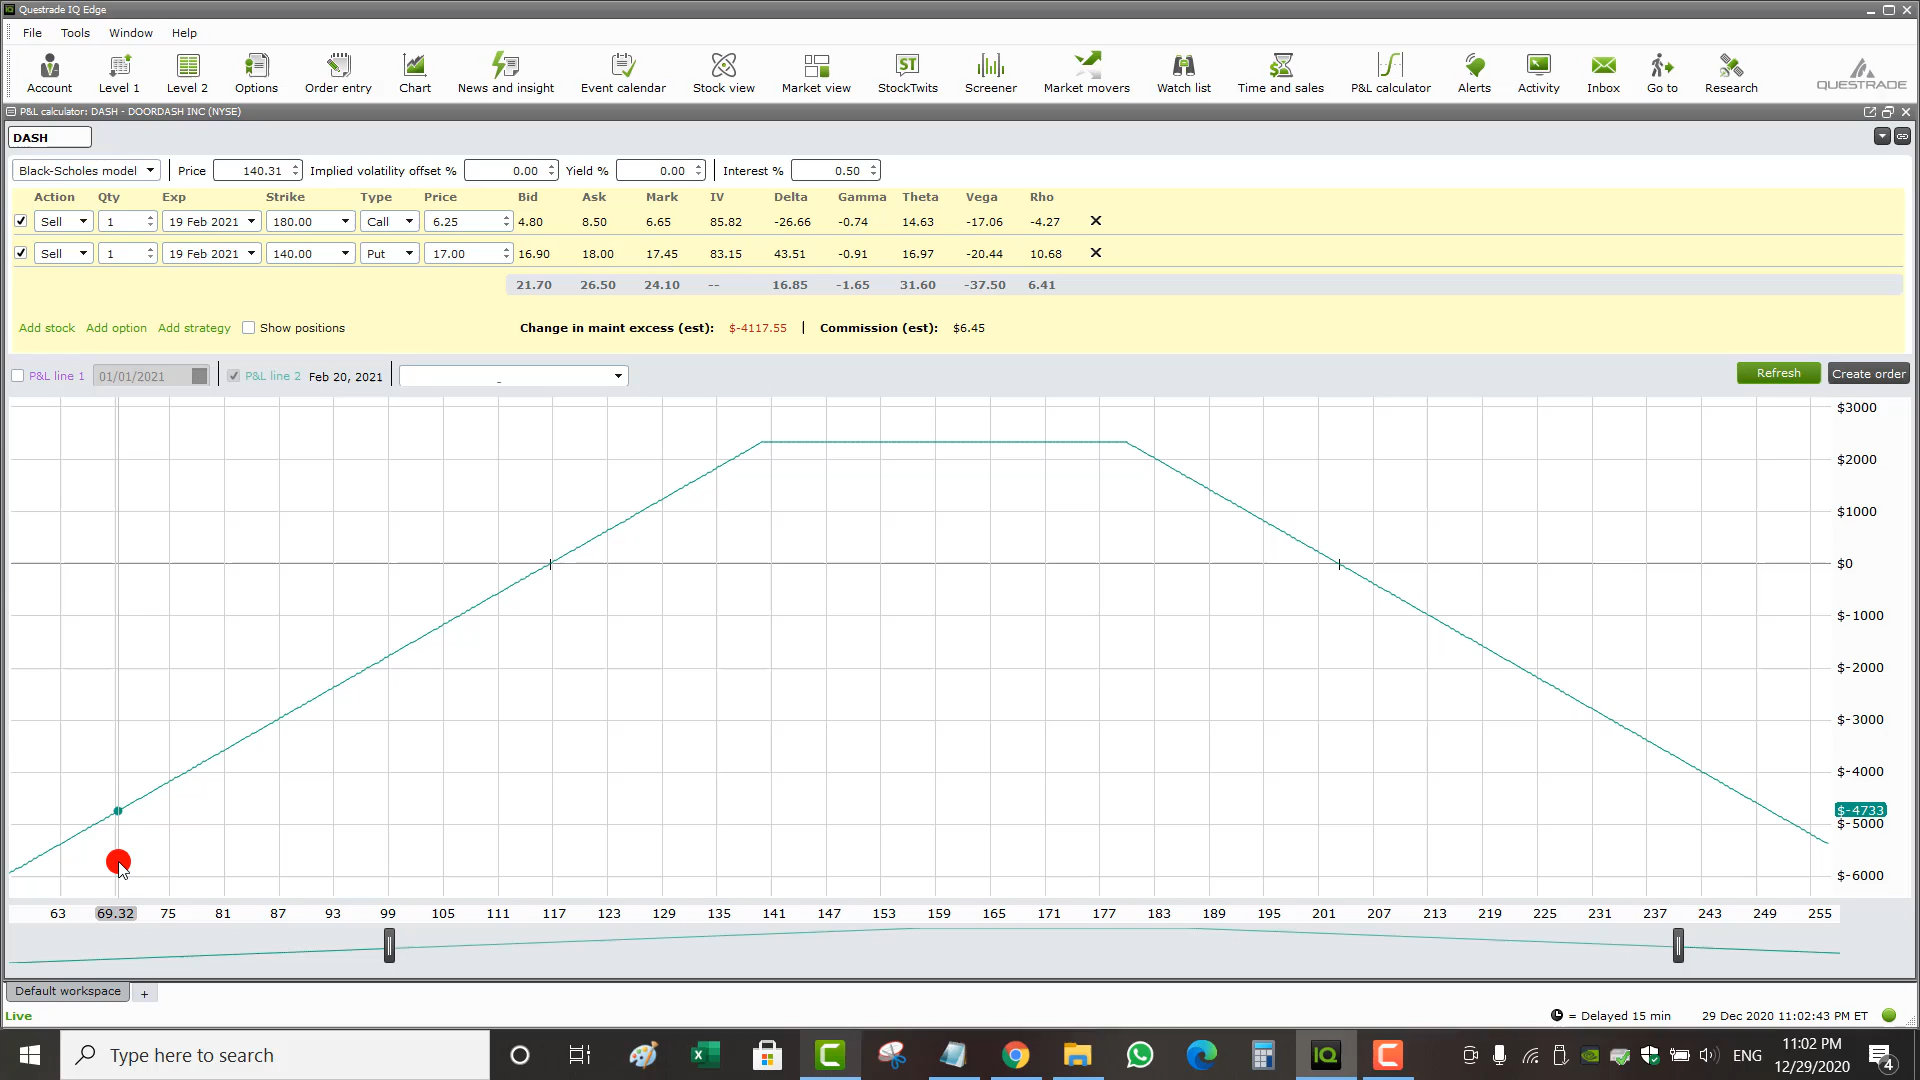 Questrade IQ Edge
File Tools Window Help
Account Level 1 Level 2 Options Order entry Chart News and insight Event calendar Stock view Market view StockTwits Screener Market movers Watch list Time and sales P&L calculator Alerts Activity Inbox Go to Research QUESTRADE
P&L calculator: DASH - DOORDASH INC (NYSE)
DASH
Black-Scholes model Price 140.31 Implied volatility offset % 0.00 Yield % 0.00 Interest % 0.50
Action Qty Exp Strike Type Price Bid Ask Mark IV Delta Gamma Theta Vega Rho
Sell 1 19 Feb 2021 180.00 Call 6.25 4.80 8.50 6.65 85.82 -26.66 -0.74 14.63 -17.06 -4.27
Sell 1 19 Feb 2021 140.00 Put 17.00 16.90 18.00 17.45 83.15 43.51 -0.91 16.97 -20.44 10.68
21.70 26.50 24.10 -- 16.85 -1.65 31.60 -37.50 6.41
Add stock Add option Add strategy Show positions Change in maint excess (est): $-4117.55 | Commission (est): $6.45
P&L line 1 01/01/2021 P&L line 2 Feb 20, 2021 - Refresh Create order
$3000
$2000
$1000
$0
$-1000
$-2000
$-3000
$-4000
$-4733
$-5000
$-6000
63 69.32 75 81 87 93 99 105 111 117 123 129 135 141 147 153 159 165 171 177 183 189 195 201 207 213 219 225 231 237 243 249 255
Default workspace +
Live = Delayed 15 min 29 Dec 2020 11:02:43 PM ET
Type here to search ENG 11:02 PM
12/29/2020 4